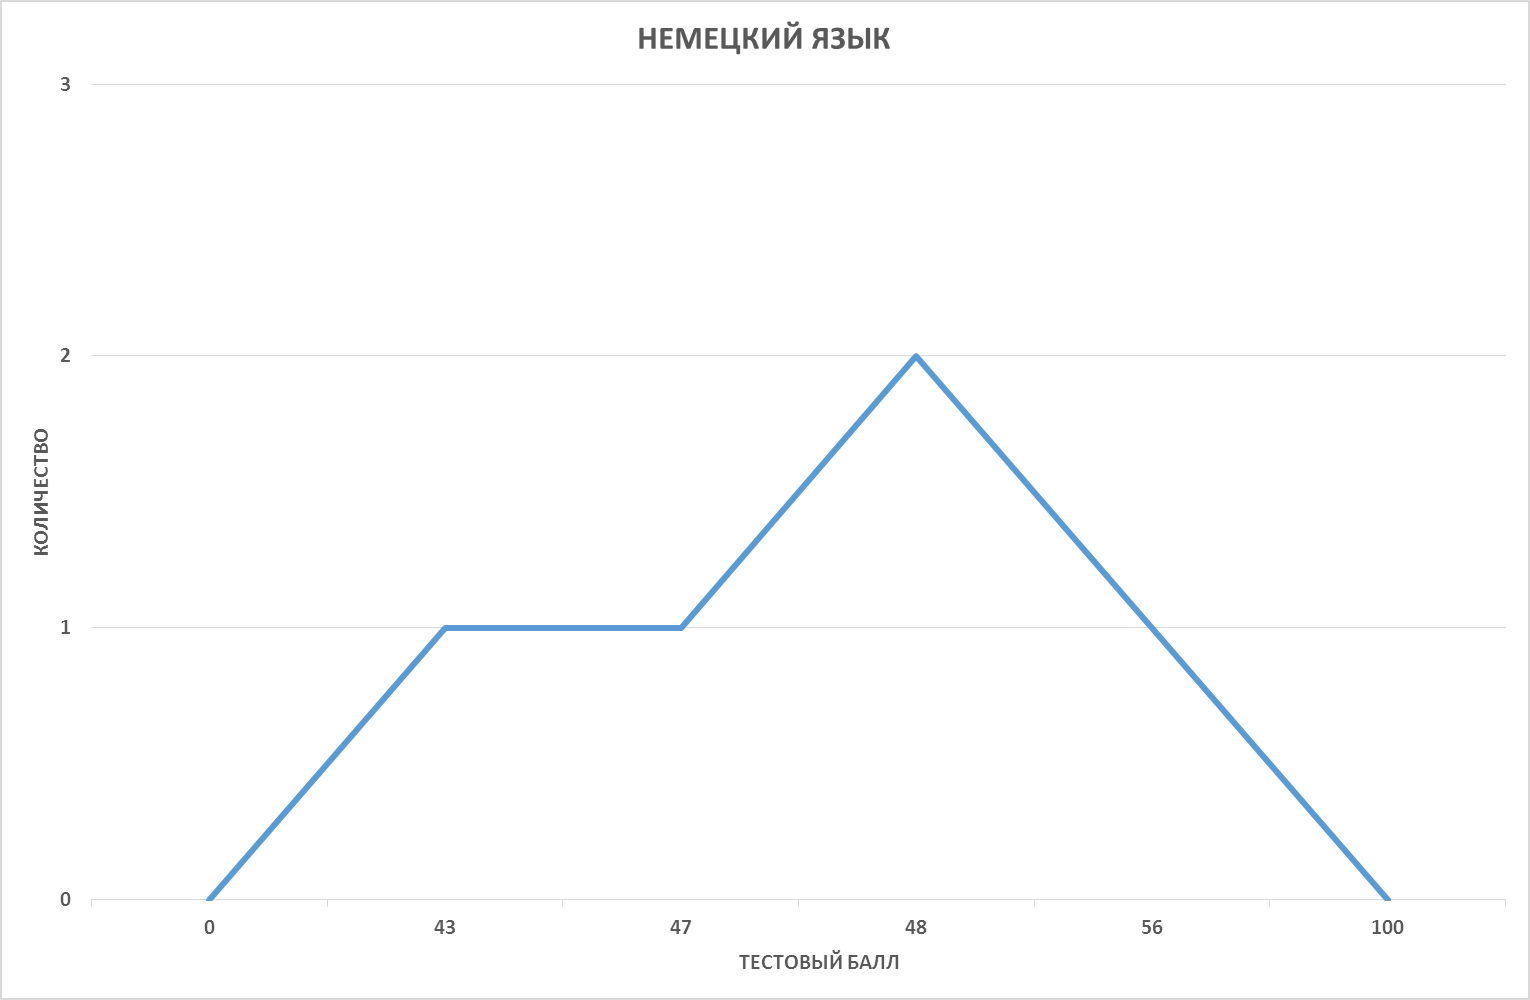 НЕМЕЦКИЙ ЯЗЫК
3
2
1
0
КОЛИЧЕСТВО
0 43 47 48 56 100
ТЕСТОВЫЙ БАЛЛ